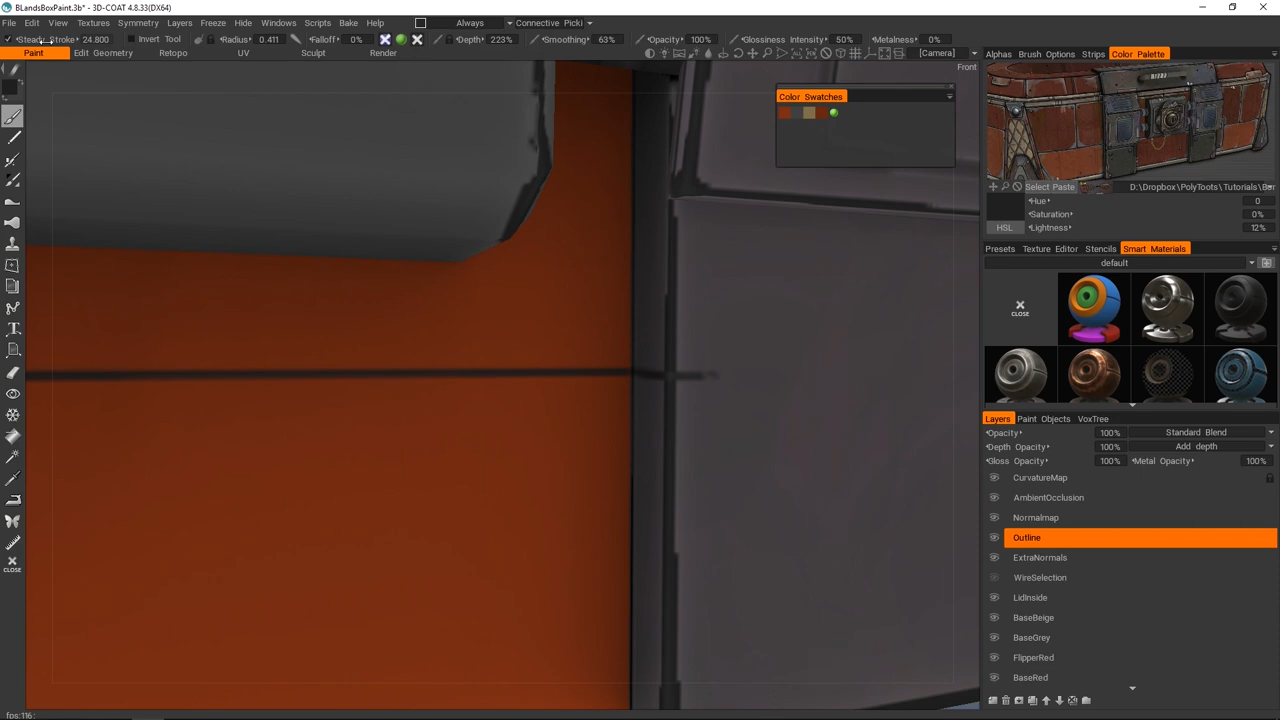 BLandsBoxPaint.3b* - 3D-COAT 4.8.33(DX64)
File Edit View Textures Symmetry Layers Freeze Hide Windows Scripts Bake Help Always Connective Picki
Steady Stroke 24.800 Invert Tool Radius 0.411 Falloff 0% Depth 223% Smoothing 63% Opacity 100% Glossiness Intensity 50% Metalness 0%
Paint Edit Geometry Retopo UV Sculpt Render [Camera]
Alphas Brush Options Strips Color Palette
Front
Color Swatches
Select Paste D:\Dropbox\PolyToots\Tutorials\Bor
Hue 0
Saturation 0%
HSL Lightness 12%
Presets Texture Editor Stencils Smart Materials
default
CLOSE
Layers Paint Objects VoxTree
Opacity 100% Standard Blend
Depth Opacity 100% Add depth
Gloss Opacity 100% Metal Opacity 100%
CurvatureMap
AmbientOcclusion
Normalmap
Outline
ExtraNormals
WireSelection
LidInside
BaseBeige
BaseGrey
FlipperRed
BaseRed
CLOSE
fps:116;